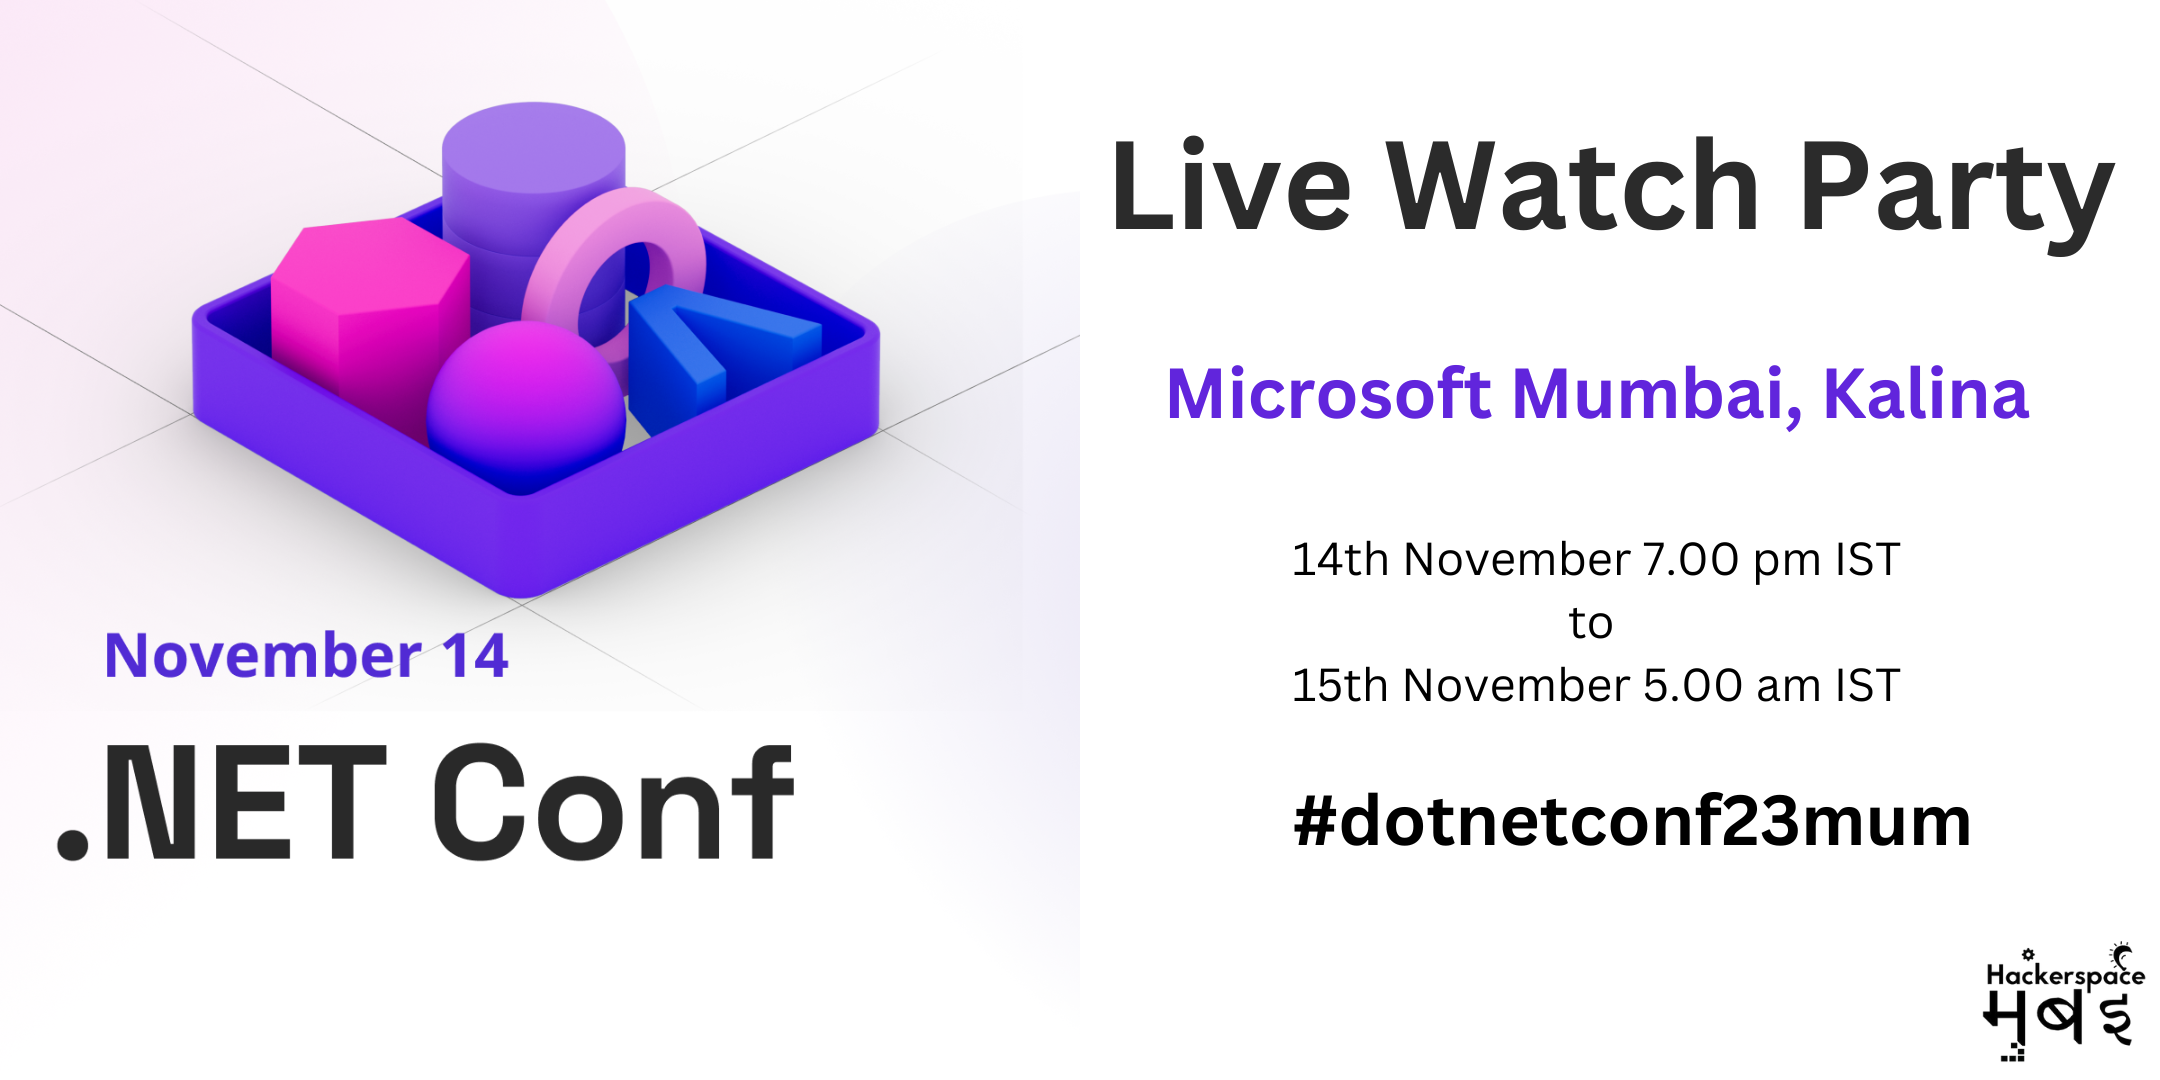 November 14
.NET Conf
Live Watch Party
Microsoft Mumbai, Kalina
14th November 7.00 pm IST
to
15th November 5.00 am IST
#dotnetconf23mum
Hackerspace
मुबइ